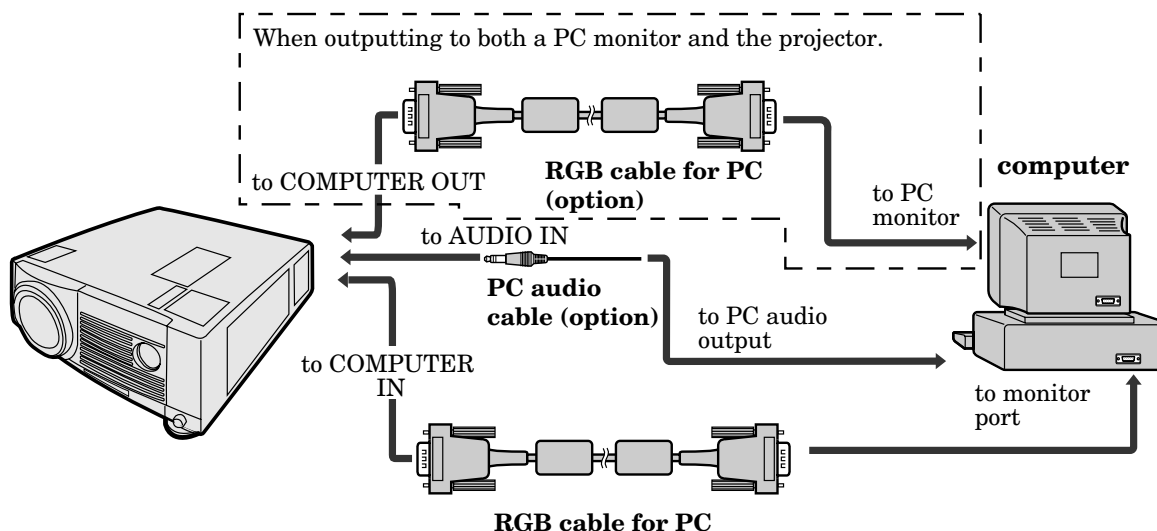 When outputting to both a PC monitor and the projector.
RGB cable for PC
(option)
computer
to COMPUTER OUT
to PC
monitor
to AUDIO IN
PC audio
cable (option)
to PC audio
output
to COMPUTER
IN
to monitor
port
RGB cable for PC